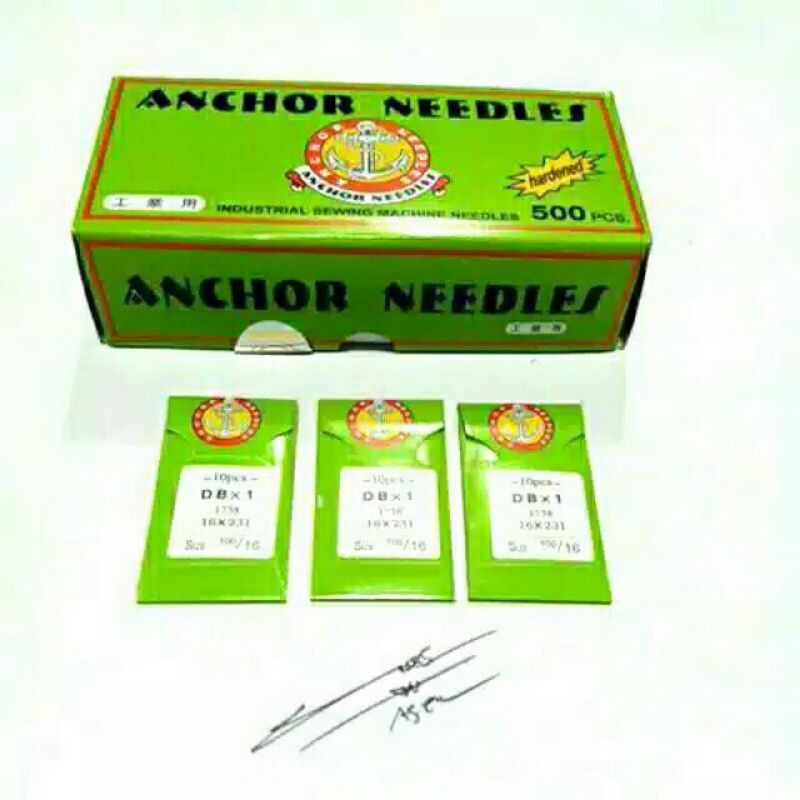 ANCHOR NEEDLES
ANCHOR NEEDLES
ANCHOR NEEDLES
hardened
工業用
INDUSTRIAL SEWING MACHINE NEEDLES 500 PCS.
ANCHOR NEEDLES
工業用
-10pcs-
DB×1
1738
16×231
Size 100/16
-10pcs-
DB×1
1738
16×231
Size 100/16
-10pcs-
DB×1
1738
16×231
Size 100/16